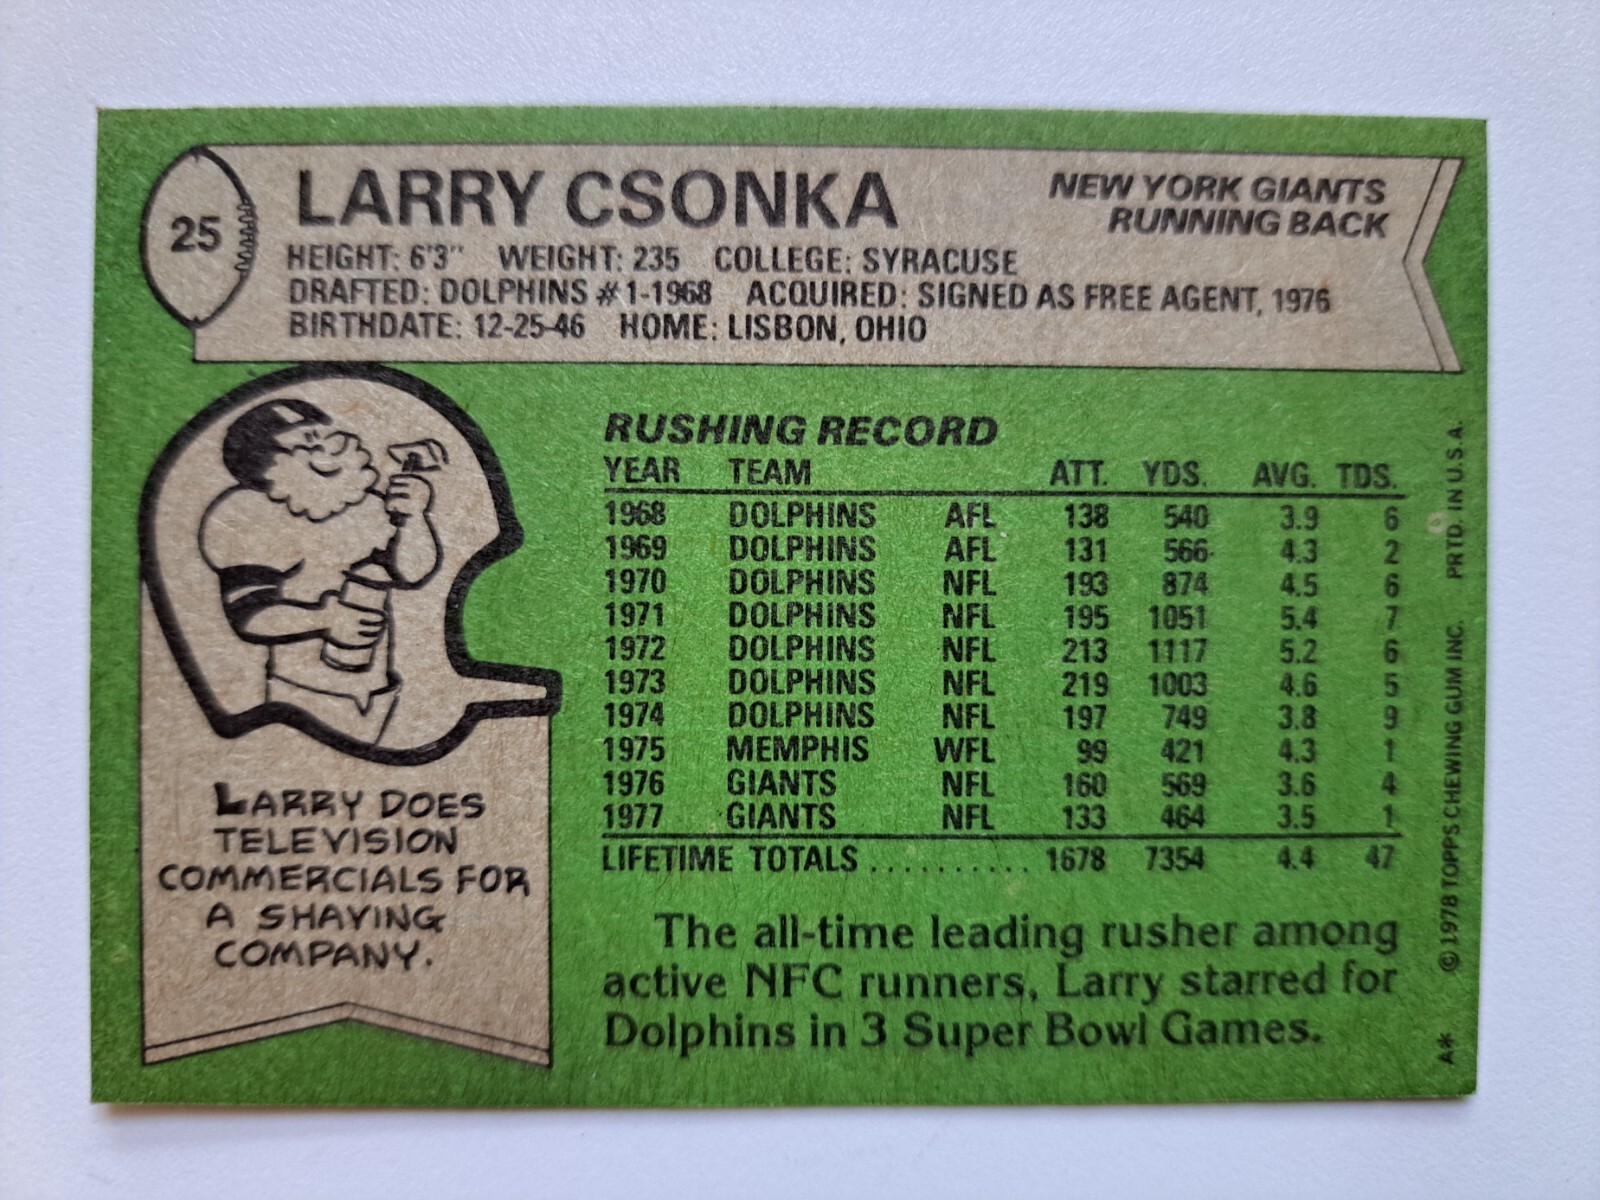 25
LARRY CSONKA
NEW YORK GIANTS
RUNNING BACK
HEIGHT: 6'3" WEIGHT: 235 COLLEGE: SYRACUSE
DRAFTED: DOLPHINS #1-1968 ACQUIRED: SIGNED AS FREE AGENT, 1976
BIRTHDATE: 12-25-46 HOME: LISBON, OHIO
LARRY DOES
TELEVISION
COMMERCIALS FOR
A SHAVING
COMPANY.
RUSHING RECORD
YEAR TEAM ATT. YDS. AVG. TDS.
1968 DOLPHINS AFL 138 540 3.9 6
1969 DOLPHINS AFL 131 566 4.3 2
1970 DOLPHINS NFL 193 874 4.5 6
1971 DOLPHINS NFL 195 1051 5.4 7
1972 DOLPHINS NFL 213 1117 5.2 6
1973 DOLPHINS NFL 219 1003 4.6 5
1974 DOLPHINS NFL 197 749 3.8 9
1975 MEMPHIS WFL 99 421 4.3 1
1976 GIANTS NFL 160 569 3.6 4
1977 GIANTS NFL 133 464 3.5 1
LIFETIME TOTALS .......... 1678 7354 4.4 47
The all-time leading rusher among
active NFC runners, Larry starred for
Dolphins in 3 Super Bowl Games.
A* © 1978 TOPPS CHEWING GUM INC. PRTD. IN U.S.A.